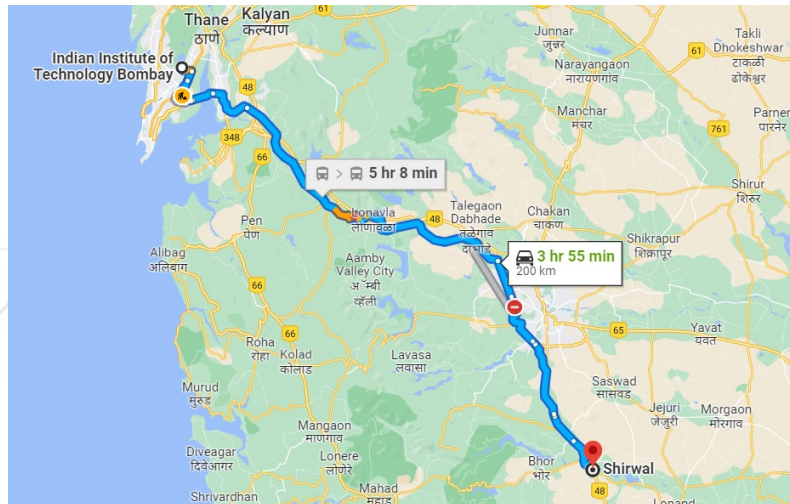 Thane
ठाणे
Kalyan
कल्याण
61
Junnar
जुन्नर
Takli
Dhokeshwar
टाकळी
ढोकेश्वर
61
Indian Institute of
Technology Bombay
Narayangaon
नारायणगाव
48
Manchar
मंचर
Parner
पारनेर
761
348
66
5 hr 8 min
Shirur
शिरुर
Lonavla
लोणावळा
48
Talegaon
Dabhade
तळेगाव
दाभाडे
Chakan
चाकण
Pen
पेण
Shikrapur
शिक्रापूर
Alibag
अलिबाग
Aamby
Valley City
अ‍ॅम्बी
व्हॅली
3 hr 55 min
200 km
66
66
65
Yavat
यवत
Roha
रोहा
Kolad
कोलाड
Lavasa
लवासा
Saswad
सासवड
Murud
मुरुड
Jejuri
जेजुरी
Morgaon
मोरगाव
Mangaon
माणगाव
Diveagar
दिवेआगर
Lonere
लोणेरे
Bhor
भोर
Shirwal
48
Mahad
महाड
Shrivardhan
Lonand